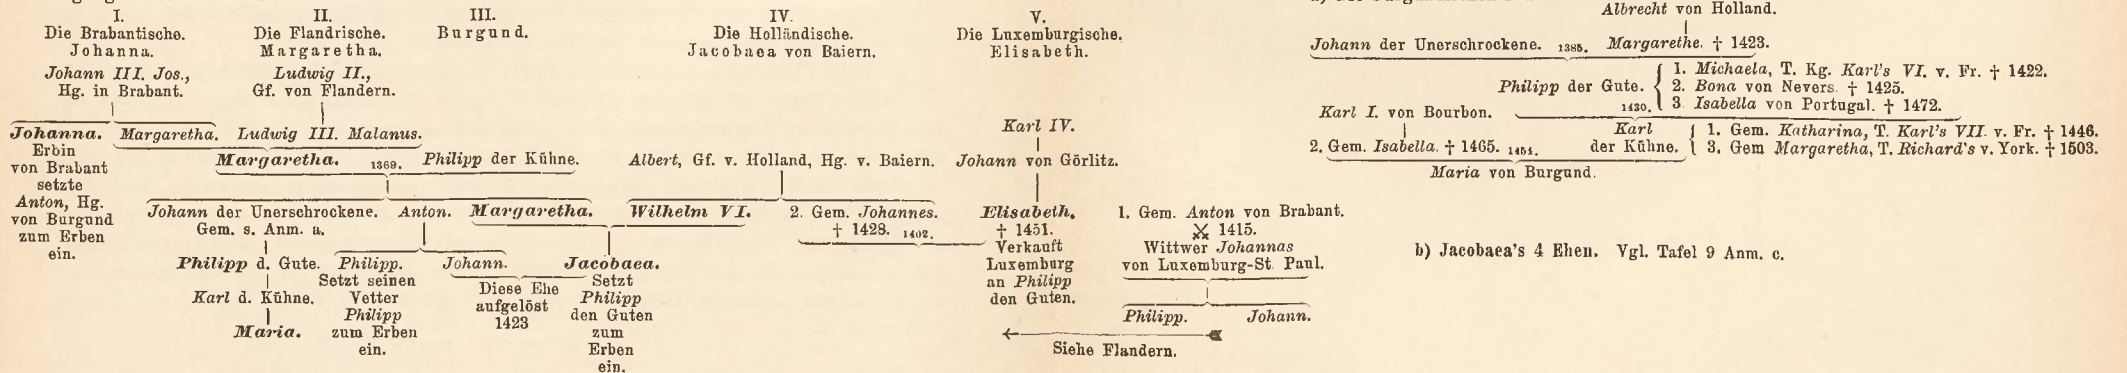 I.
Die Brabantische.
Johanna.
Johann III. Jos.,
Hg. in Brabant.
II.
Die Flandrische.
Margaretha.
Ludwig II.,
Gf. von Flandern.
III.
Burgund.
IV.
Die Holländische.
Jacobaea von Baiern.
V.
Die Luxemburgische.
Elisabeth.
Johanna. Margaretha. Ludwig III. Malanus.
Erbin
von Brabant
setzte
Anton, Hg.
von Burgund
zum Erben
ein.
Margaretha. 1369. Philipp der Kühne.
Albert, Gf. v. Holland, Hg. v. Baiern.
Karl IV.
Johann von Görlitz.
Johann der Unerschrockene. Anton. Margaretha. Wilhelm VI. 2. Gem. Johannes.
Gem. s. Anm. a.
† 1428. 1402.
Elisabeth.
† 1451.
Verkauft
Luxemburg
an Philipp
den Guten.
1. Gem. Anton von Brabant.
⚔ 1415.
Wittwer Johannas
von Luxemburg-St. Paul.
Philipp. Johann.
Siehe Flandern.
Philipp d. Gute.
Karl d. Kühne.
Maria.
Philipp.
Setzt seinen
Vetter
Philipp
zum Erben
ein.
Johann.
Diese Ehe
aufgelöst
1423
Jacobaea.
Setzt
Philipp
den Guten
zum
Erben
ein.
Albrecht von Holland.
Johann der Unerschrockene. 1385. Margarethe. † 1423.
Philipp der Gute.
1430.
1. Michaela, T. Kg. Karl's VI. v. Fr. † 1422.
2. Bona von Nevers. † 1425.
3 Isabella von Portugal. † 1472.
Karl I. von Bourbon.
2. Gem. Isabella. † 1465. 1454.
Karl
der Kühne.
1. Gem. Katharina, T. Karl's VII. v. Fr. † 1446.
3. Gem Margaretha, T. Richard's v. York. † 1503.
Maria von Burgund.
b) Jacobaea's 4 Ehen. Vgl. Tafel 9 Anm. c.